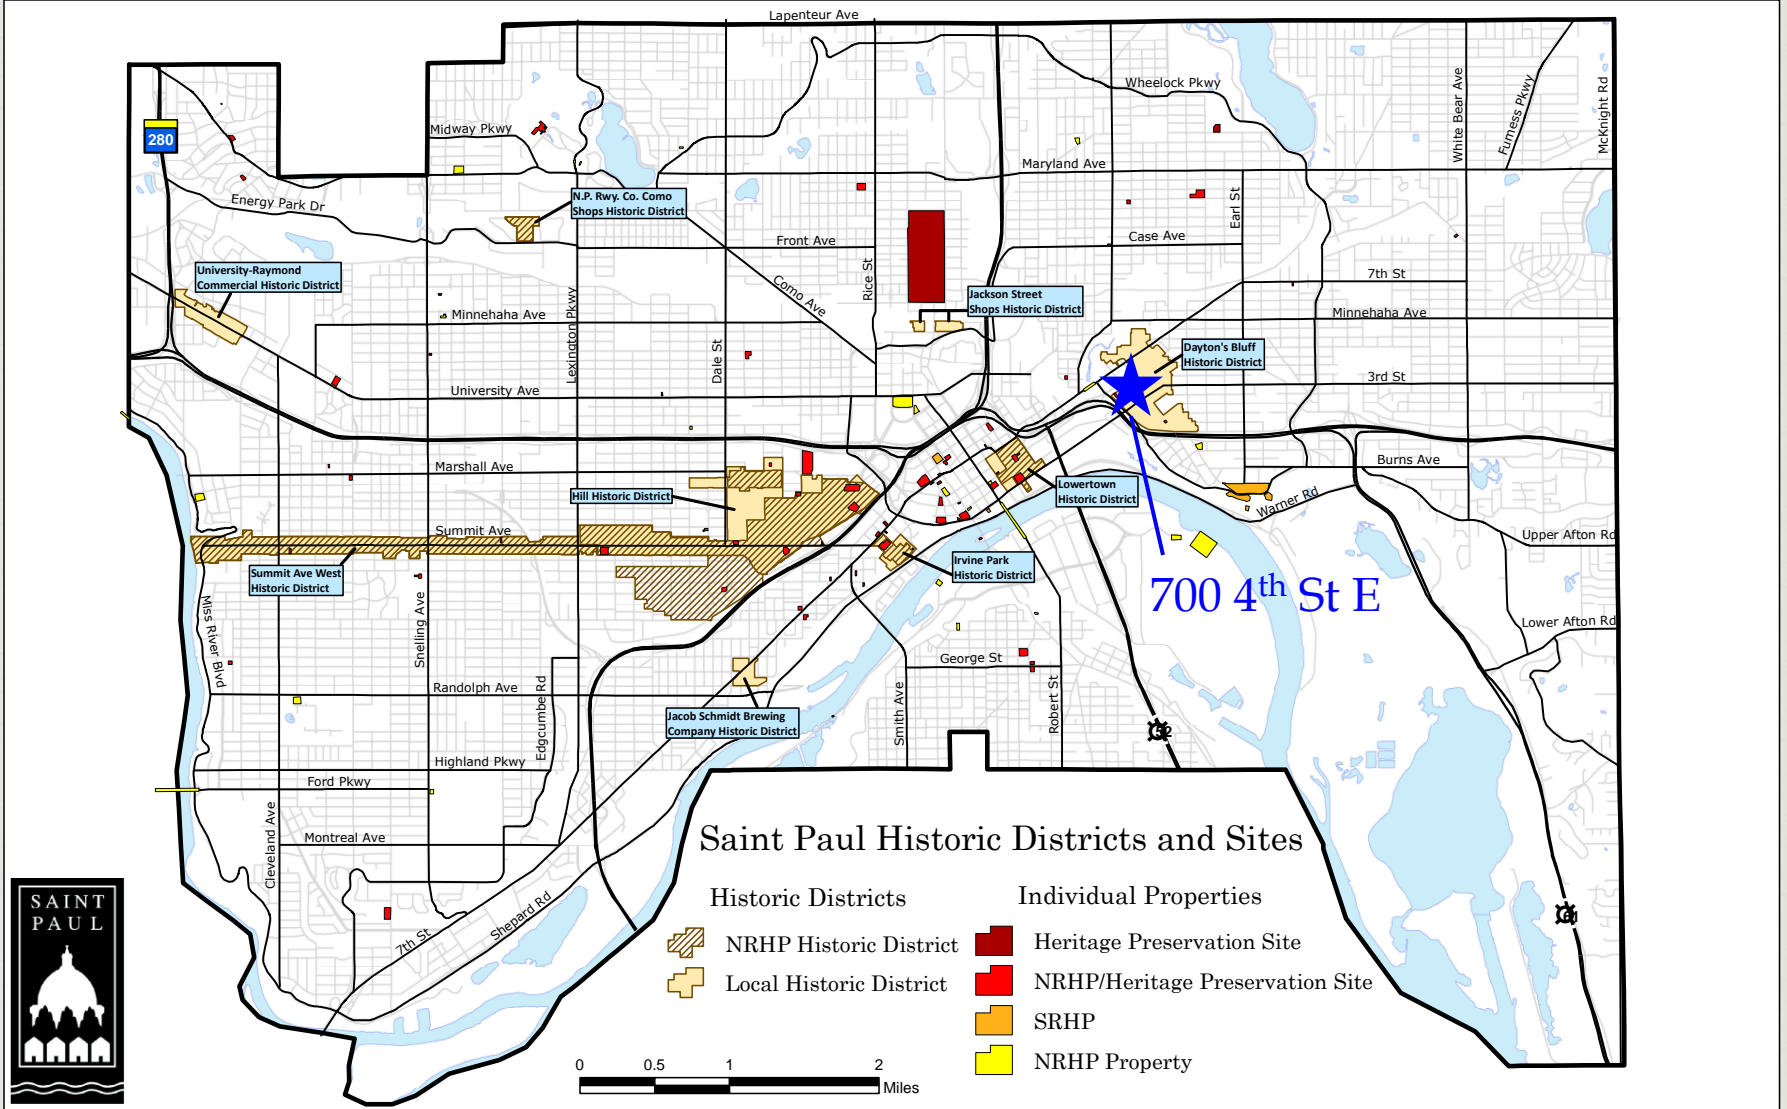 Lapenteur Ave
Wheelock Pkwy
White Bear Ave
Furness Pkwy
McKnight Rd
280
Midway Pkwy
Maryland Ave
Energy Park Dr
N.P. Rwy. Co. Como
Shops Historic District
Earl St
Front Ave
Case Ave
University-Raymond
Commercial Historic District
Como Ave
Rice St
7th St
Jackson Street
Shops Historic District
Minnehaha Ave
Lexington Pkwy
Minnehaha Ave
Dale St
Dayton's Bluff
Historic District
University Ave
3rd St
Marshall Ave
Burns Ave
Hill Historic District
Lowertown
Historic District
Warner Rd
Summit Ave
Upper Afton Rd
Summit Ave West
Historic District
Irvine Park
Historic District
700 4th St E
Miss River Blvd
Snelling Ave
Lower Afton Rd
George St
Randolph Ave
Edgcumbe Rd
Smith Ave
Robert St
Jacob Schmidt Brewing
Company Historic District
52
Highland Pkwy
Ford Pkwy
Cleveland Ave
Montreal Ave
7th St
Shepard Rd
61
Saint Paul Historic Districts and Sites
Historic Districts
NRHP Historic District
Local Historic District
Individual Properties
Heritage Preservation Site
NRHP/Heritage Preservation Site
SRHP
NRHP Property
0 0.5 1 2
Miles
SAINT
PAUL